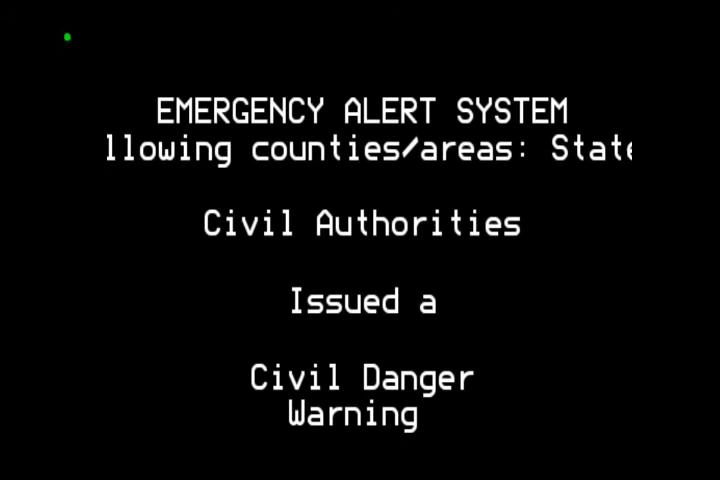 EMERGENCY ALERT SYSTEM
llowing counties/areas: State
Civil Authorities
Issued a
Civil Danger
Warning